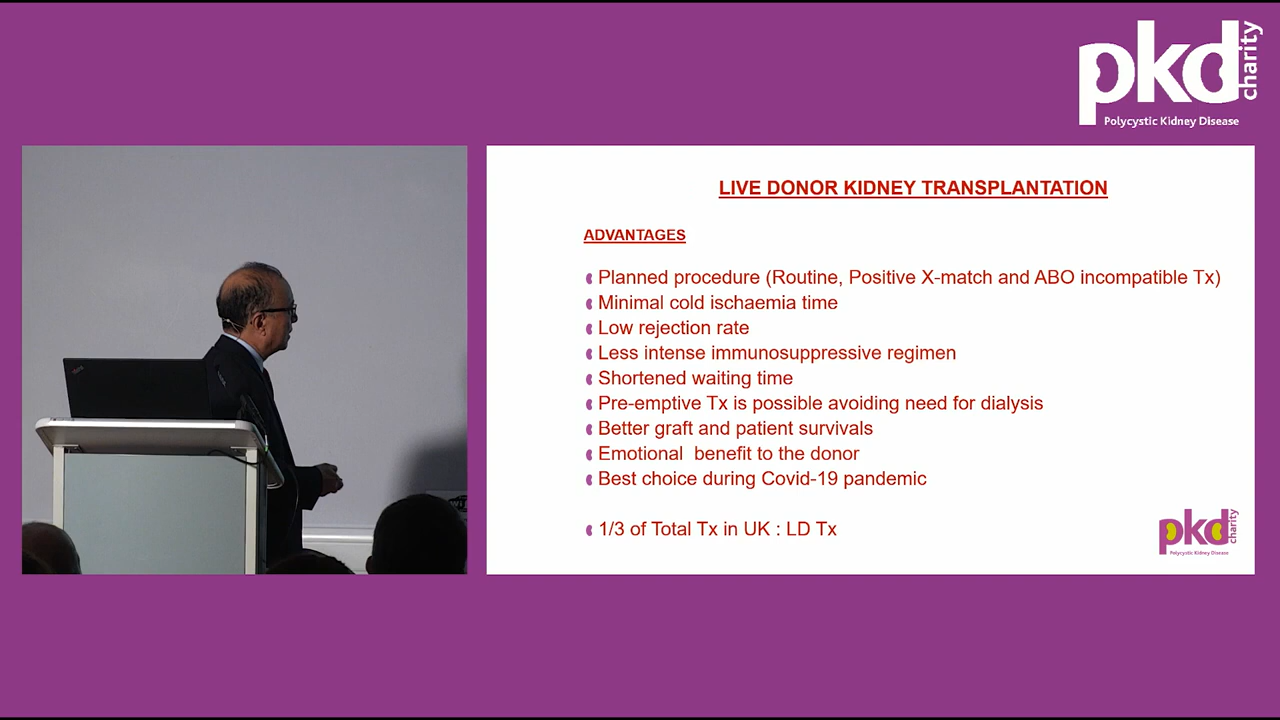 pkd
charity
Polycystic Kidney Disease
LIVE DONOR KIDNEY TRANSPLANTATION
ADVANTAGES
Planned procedure (Routine, Positive X-match and ABO incompatible Tx)
Minimal cold ischaemia time
Low rejection rate
Less intense immunosuppressive regimen
Shortened waiting time
Pre-emptive Tx is possible avoiding need for dialysis
Better graft and patient survivals
Emotional  benefit to the donor
Best choice during Covid-19 pandemic
1/3 of Total Tx in UK : LD Tx
pkd
charity
Polycystic Kidney Disease